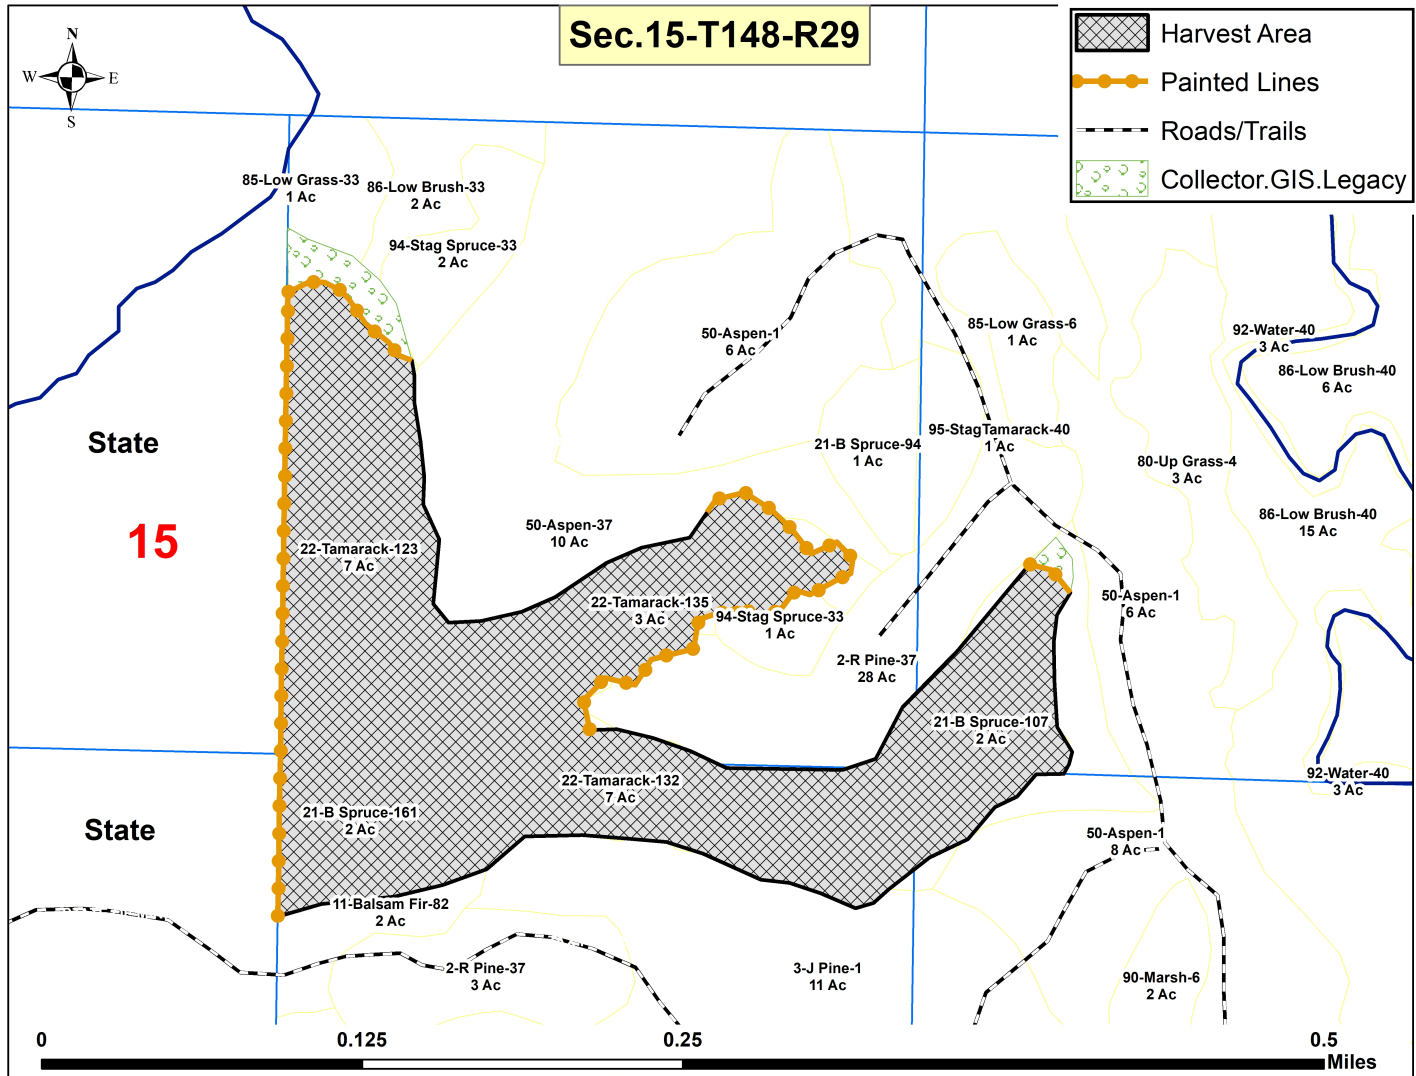 Sec.15-T148-R29
N
W E
S
Harvest Area
Painted Lines
Roads/Trails
Collector.GIS.Legacy
85-Low Grass-33
1 Ac
86-Low Brush-33
2 Ac
94-Stag Spruce-33
2 Ac
50-Aspen-1
6 Ac
85-Low Grass-6
1 Ac
92-Water-40
3 Ac
86-Low Brush-40
6 Ac
State
21-B Spruce-94
1 Ac
95-StagTamarack-40
1 Ac
80-Up Grass-4
3 Ac
15
50-Aspen-37
10 Ac
86-Low Brush-40
15 Ac
22-Tamarack-123
7 Ac
22-Tamarack-135
3 Ac
94-Stag Spruce-33
1 Ac
50-Aspen-1
6 Ac
2-R Pine-37
28 Ac
21-B Spruce-107
2 Ac
22-Tamarack-132
7 Ac
92-Water-40
3 Ac
State
21-B Spruce-161
2 Ac
50-Aspen-1
8 Ac
11-Balsam Fir-82
2 Ac
2-R Pine-37
3 Ac
3-J Pine-1
11 Ac
90-Marsh-6
2 Ac
0 0.125 0.25 0.5
Miles